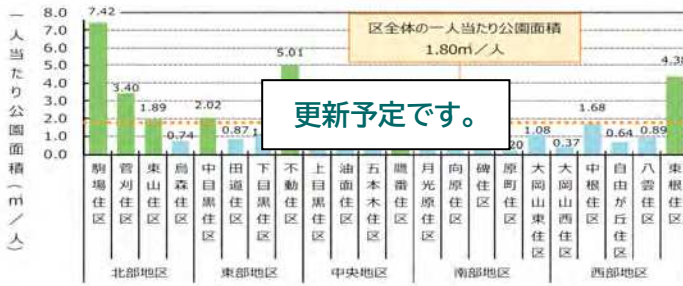 一人当たり公園面積(㎡/人)
8.0
7.0
6.0
5.0
4.0
3.0
2.0
1.0
0.0
7.42
3.40
1.89
0.74
2.02
0.87
5.01
1.08
0.37
1.68
0.64
0.89
区全体の一人当たり公園面積
1.80㎡/人
更新予定です。
駒場住区
菅刈住区
東山住区
烏森住区
中目黒住区
田道住区
下目黒住区
不動住区
上目黒住区
油面住区
五本木住区
鷹番住区
月光原住区
向原住区
碑住区
原町住区
大岡山東住区
大岡山西住区
中根住区
自由が丘住区
八雲住区
東根住区
北部地区
東部地区
中央地区
南部地区
西部地区